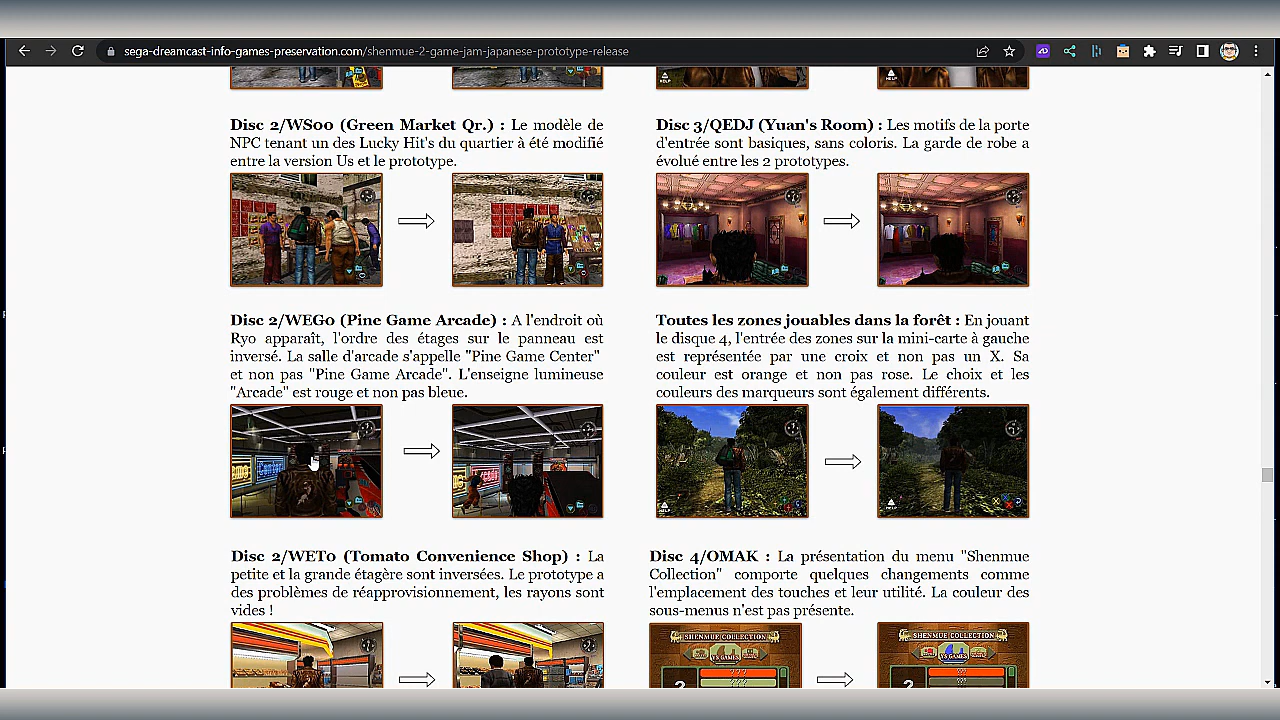 sega-dreamcast-info-games-preservation.com/shenmue-2-game-jam-japanese-prototype-release
HELP
HELP
Disc 2/WS00 (Green Market Qr.) : Le modèle de
NPC tenant un des Lucky Hit's du quartier à été modifié
entre la version Us et le prototype.
Disc 3/QEDJ (Yuan's Room) : Les motifs de la porte
d'entrée sont basiques, sans coloris. La garde de robe a
évolué entre les 2 prototypes.
Disc 2/WEG0 (Pine Game Arcade) : A l'endroit où
Ryo apparaît, l'ordre des étages sur le panneau est
inversé. La salle d'arcade s'appelle "Pine Game Center"
et non pas "Pine Game Arcade". L'enseigne lumineuse
"Arcade" est rouge et non pas bleue.
Toutes les zones jouables dans la forêt : En jouant
le disque 4, l'entrée des zones sur la mini-carte à gauche
est représentée par une croix et non pas un X. Sa
couleur est orange et non pas rose. Le choix et les
couleurs des marqueurs sont également différents.
HELP
HELP
Disc 2/WET0 (Tomato Convenience Shop) : La
petite et la grande étagère sont inversées. Le prototype a
des problèmes de réapprovisionnement, les rayons sont
vides !
Disc 4/OMAK : La présentation du menu "Shenmue
Collection" comporte quelques changements comme
l'emplacement des touches et leur utilité. La couleur des
sous-menus n'est pas présente.
SHENMUE COLLECTION
VS GAMES
???
???
SHENMUE COLLECTION
VS GAMES
???
???